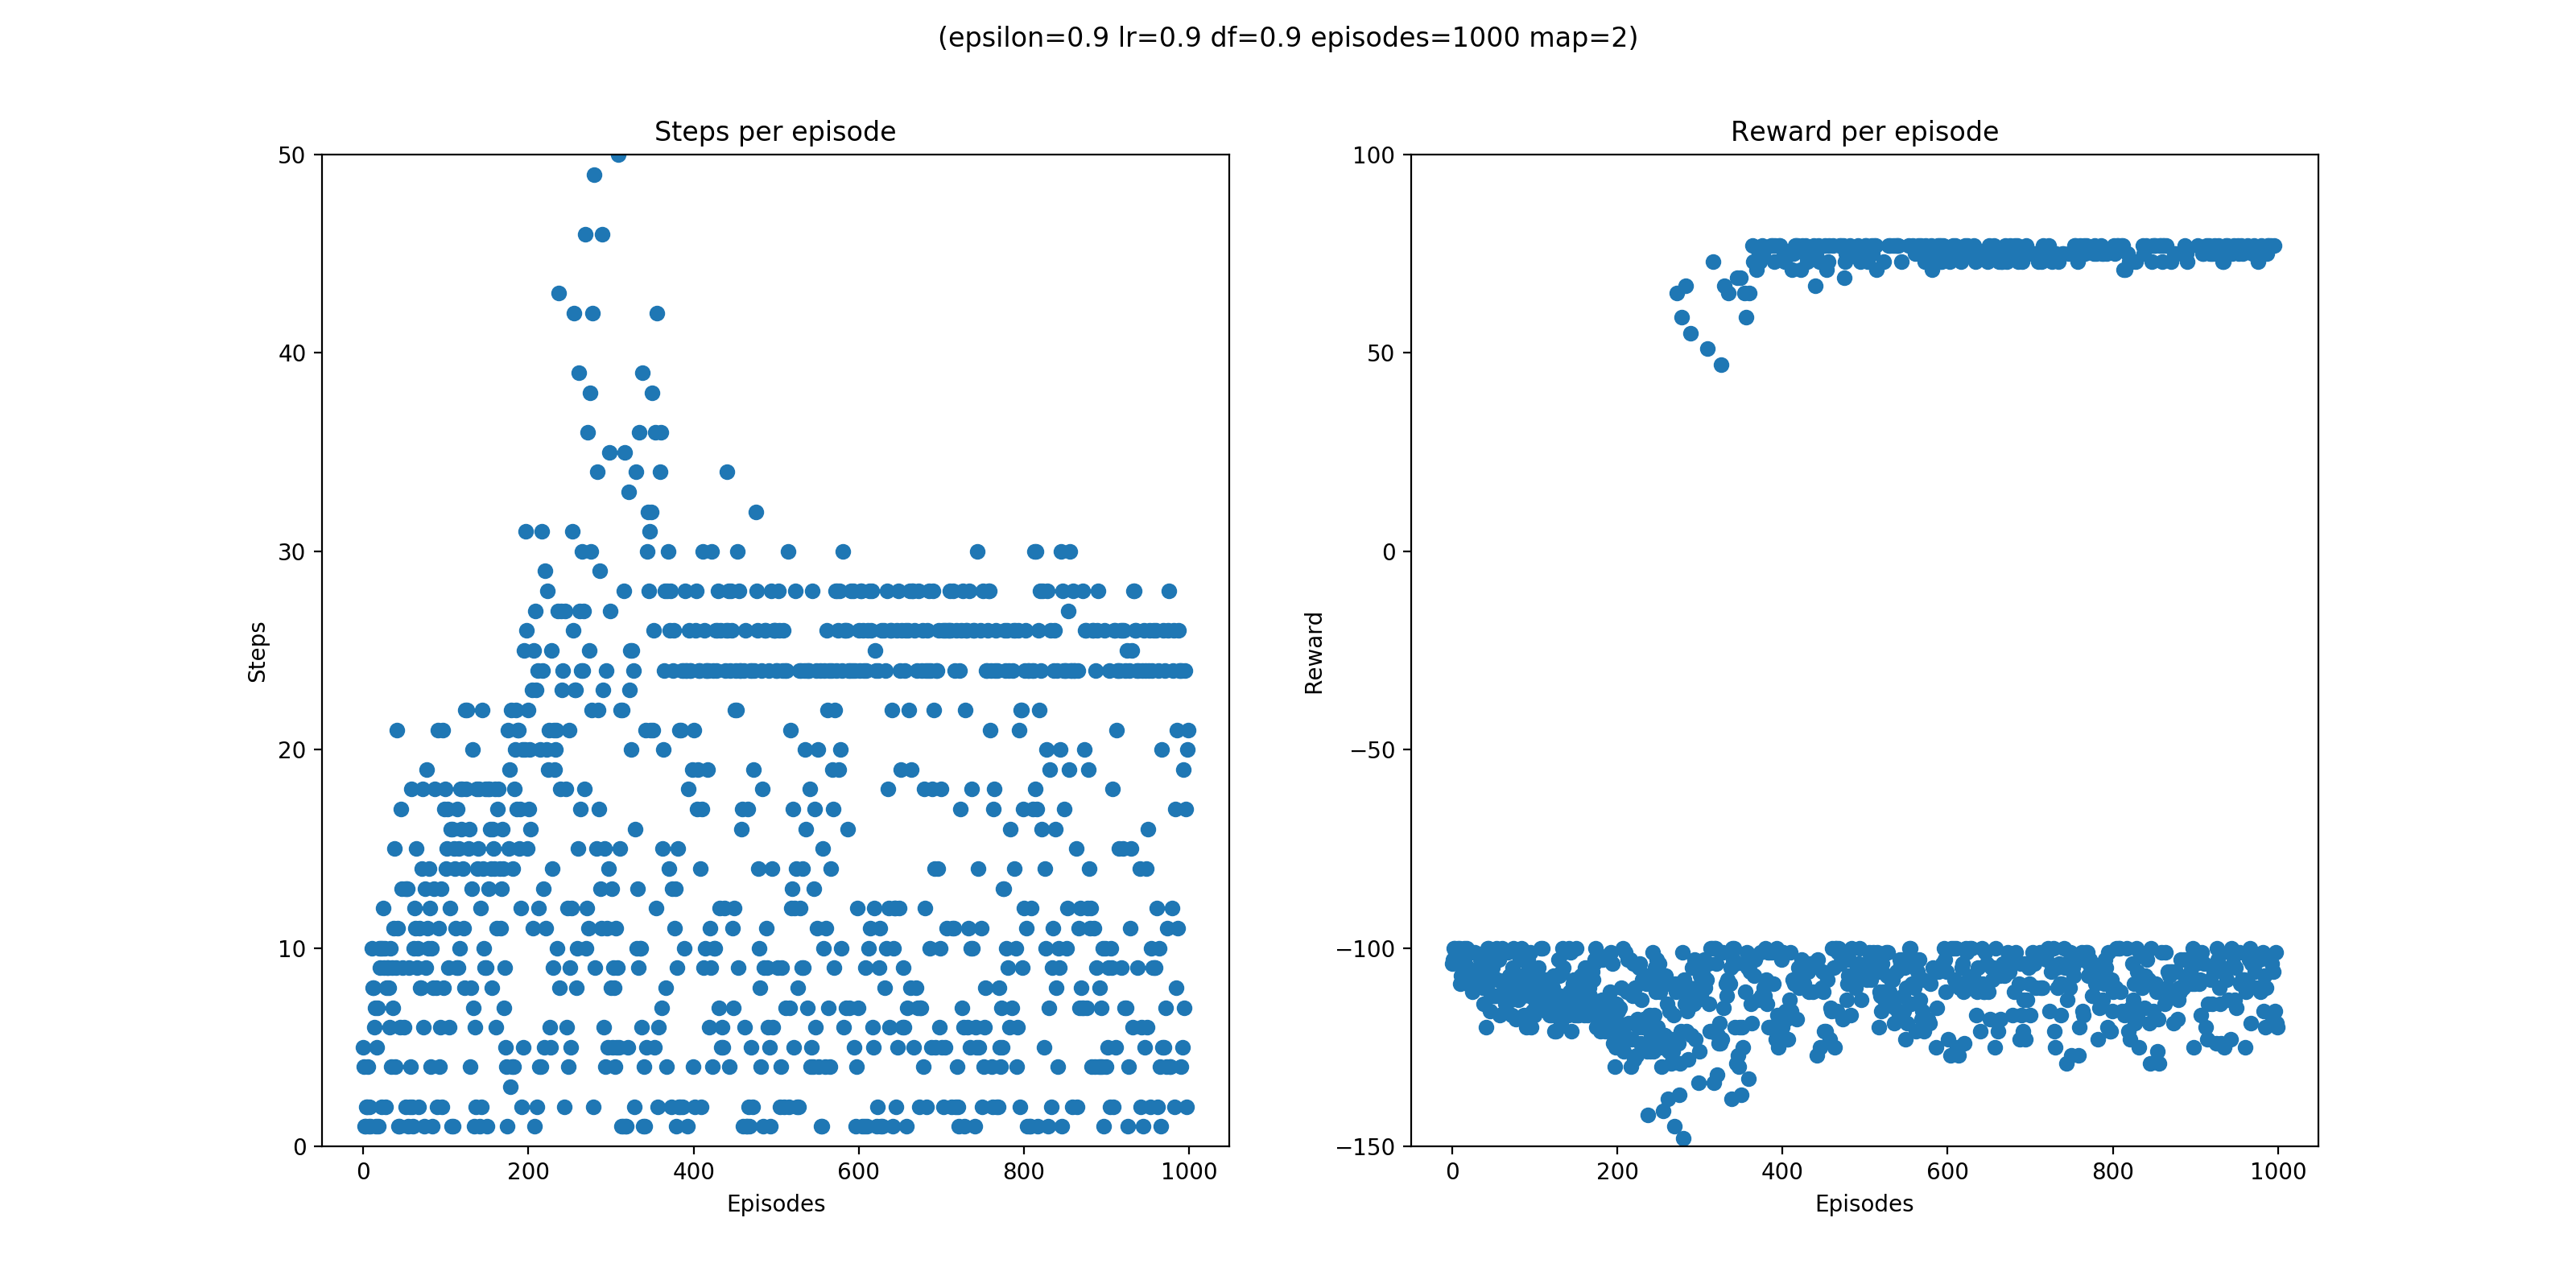 (epsilon=0.9 lr=0.9 df=0.9 episodes=1000 map=2)
Steps per episode
50
40
30
20
10
0
Steps
0 200 400 600 800 1000
Episodes
Reward per episode
100
50
0
−50
−100
−150
Reward
0 200 400 600 800 1000
Episodes